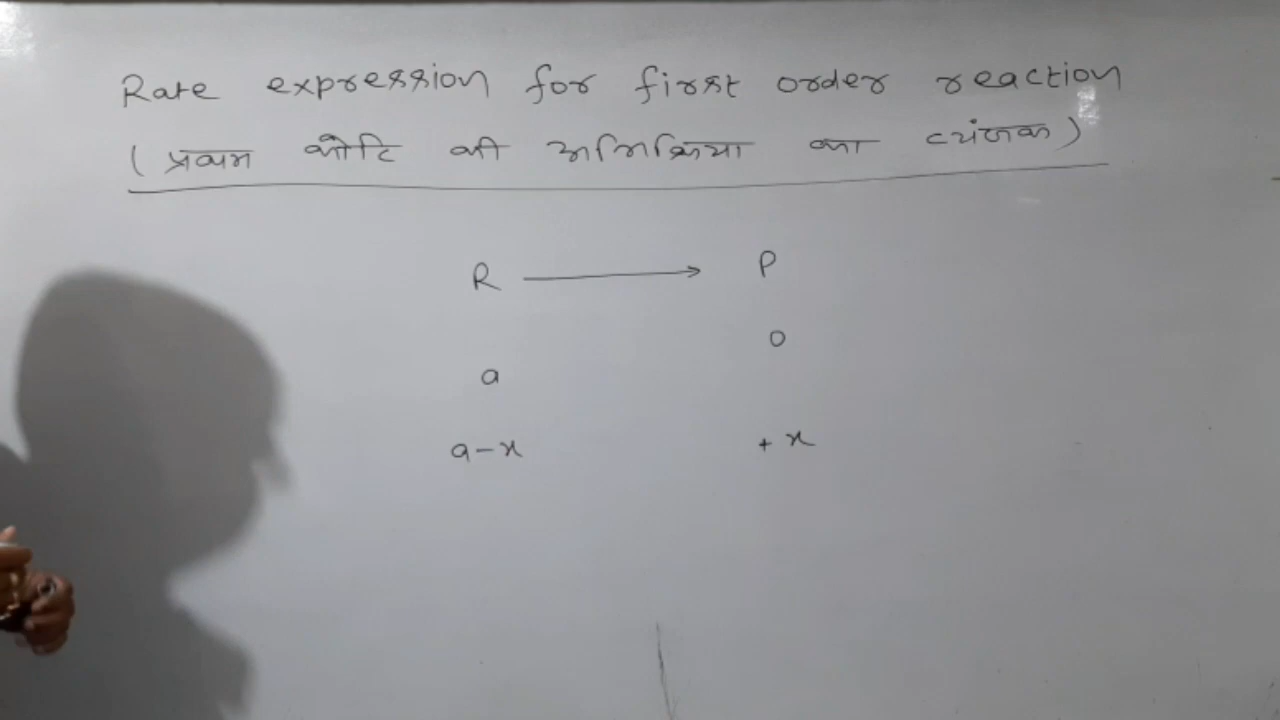 Rate expression for first order reaction
( प्रथम कोटि की अभिक्रिया का व्यंजक )
R ⟶ P
0
a
a-x +x